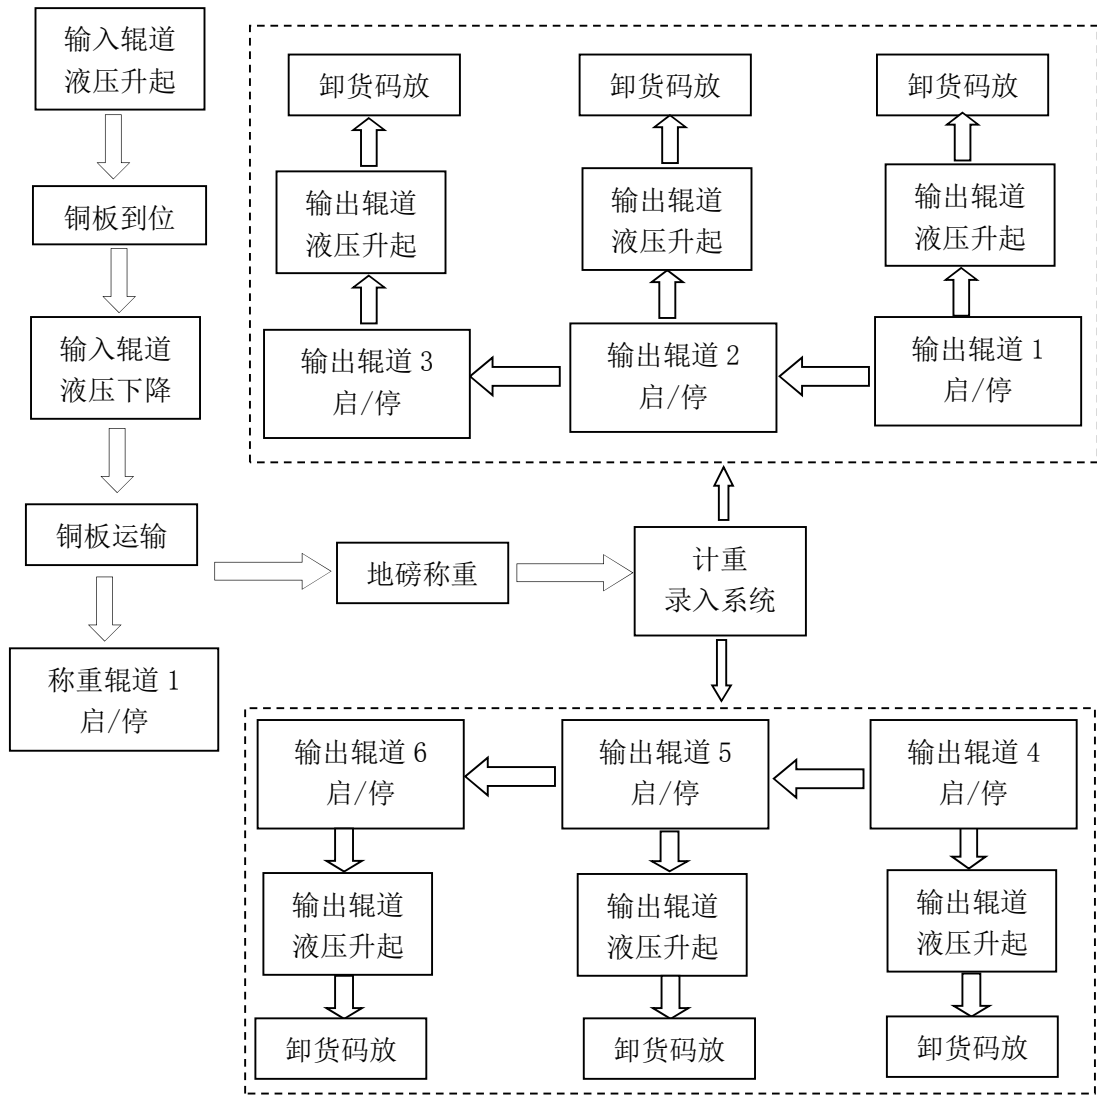 输入辊道
液压升起
铜板到位
输入辊道
液压下降
铜板运输
称重辊道 1
启/停
地磅称重
计重
录入系统
卸货码放
卸货码放
卸货码放
输出辊道
液压升起
输出辊道
液压升起
输出辊道
液压升起
输出辊道 3
启/停
输出辊道 2
启/停
输出辊道 1
启/停
输出辊道 6
启/停
输出辊道 5
启/停
输出辊道 4
启/停
输出辊道
液压升起
输出辊道
液压升起
输出辊道
液压升起
卸货码放
卸货码放
卸货码放